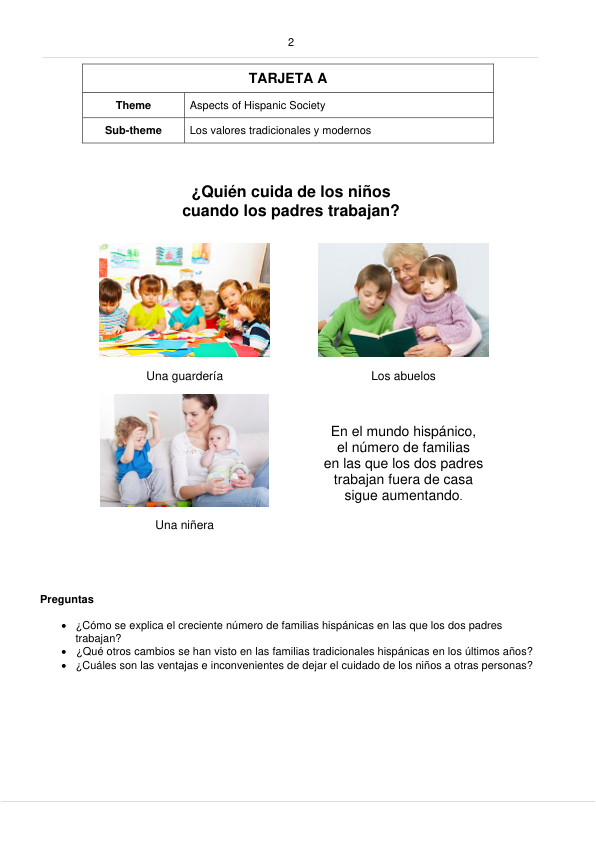 2
TARJETA A
Theme Aspects of Hispanic Society
Sub-theme Los valores tradicionales y modernos
¿Quién cuida de los niños
cuando los padres trabajan?
Una guardería
Los abuelos
Una niñera
En el mundo hispánico,
el número de familias
en las que los dos padres
trabajan fuera de casa
sigue aumentando.
Preguntas
• ¿Cómo se explica el creciente número de familias hispánicas en las que los dos padres
trabajan?
• ¿Qué otros cambios se han visto en las familias tradicionales hispánicas en los últimos años?
• ¿Cuáles son las ventajas e inconvenientes de dejar el cuidado de los niños a otras personas?